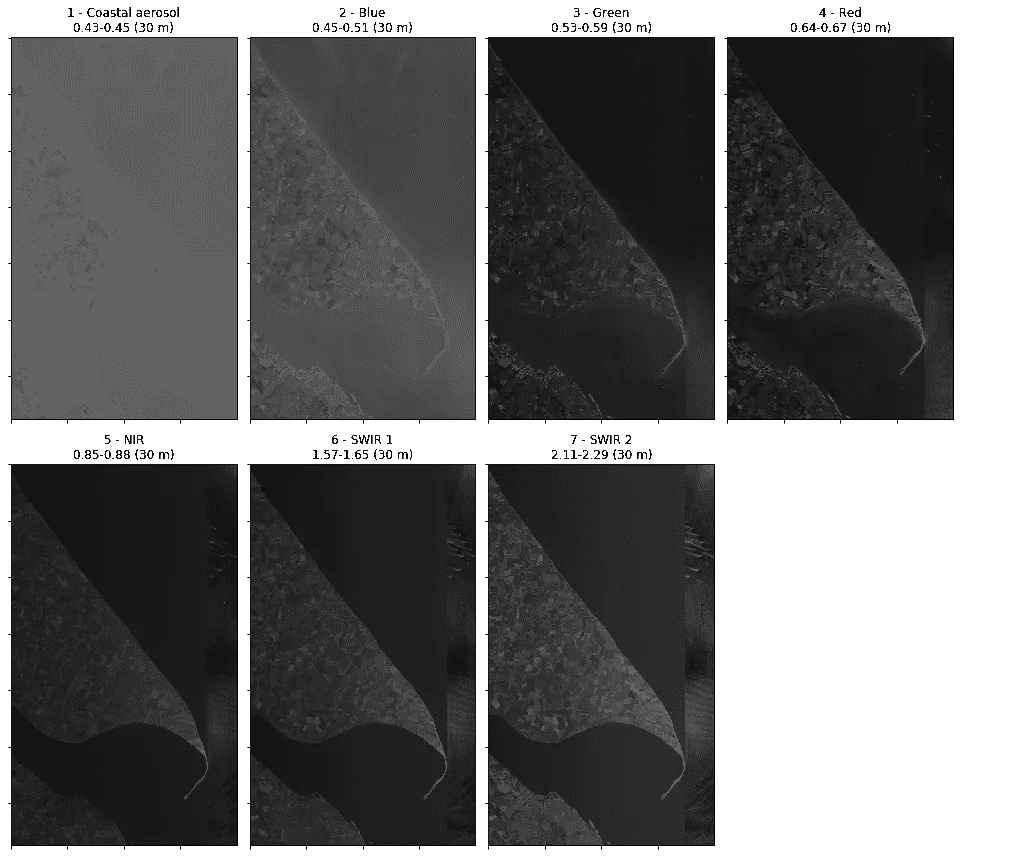 1 - Coastal aerosol
0.43-0.45 (30 m)
2 - Blue
0.45-0.51 (30 m)
3 - Green
0.53-0.59 (30 m)
4 - Red
0.64-0.67 (30 m)
5 - NIR
0.85-0.88 (30 m)
6 - SWIR 1
1.57-1.65 (30 m)
7 - SWIR 2
2.11-2.29 (30 m)